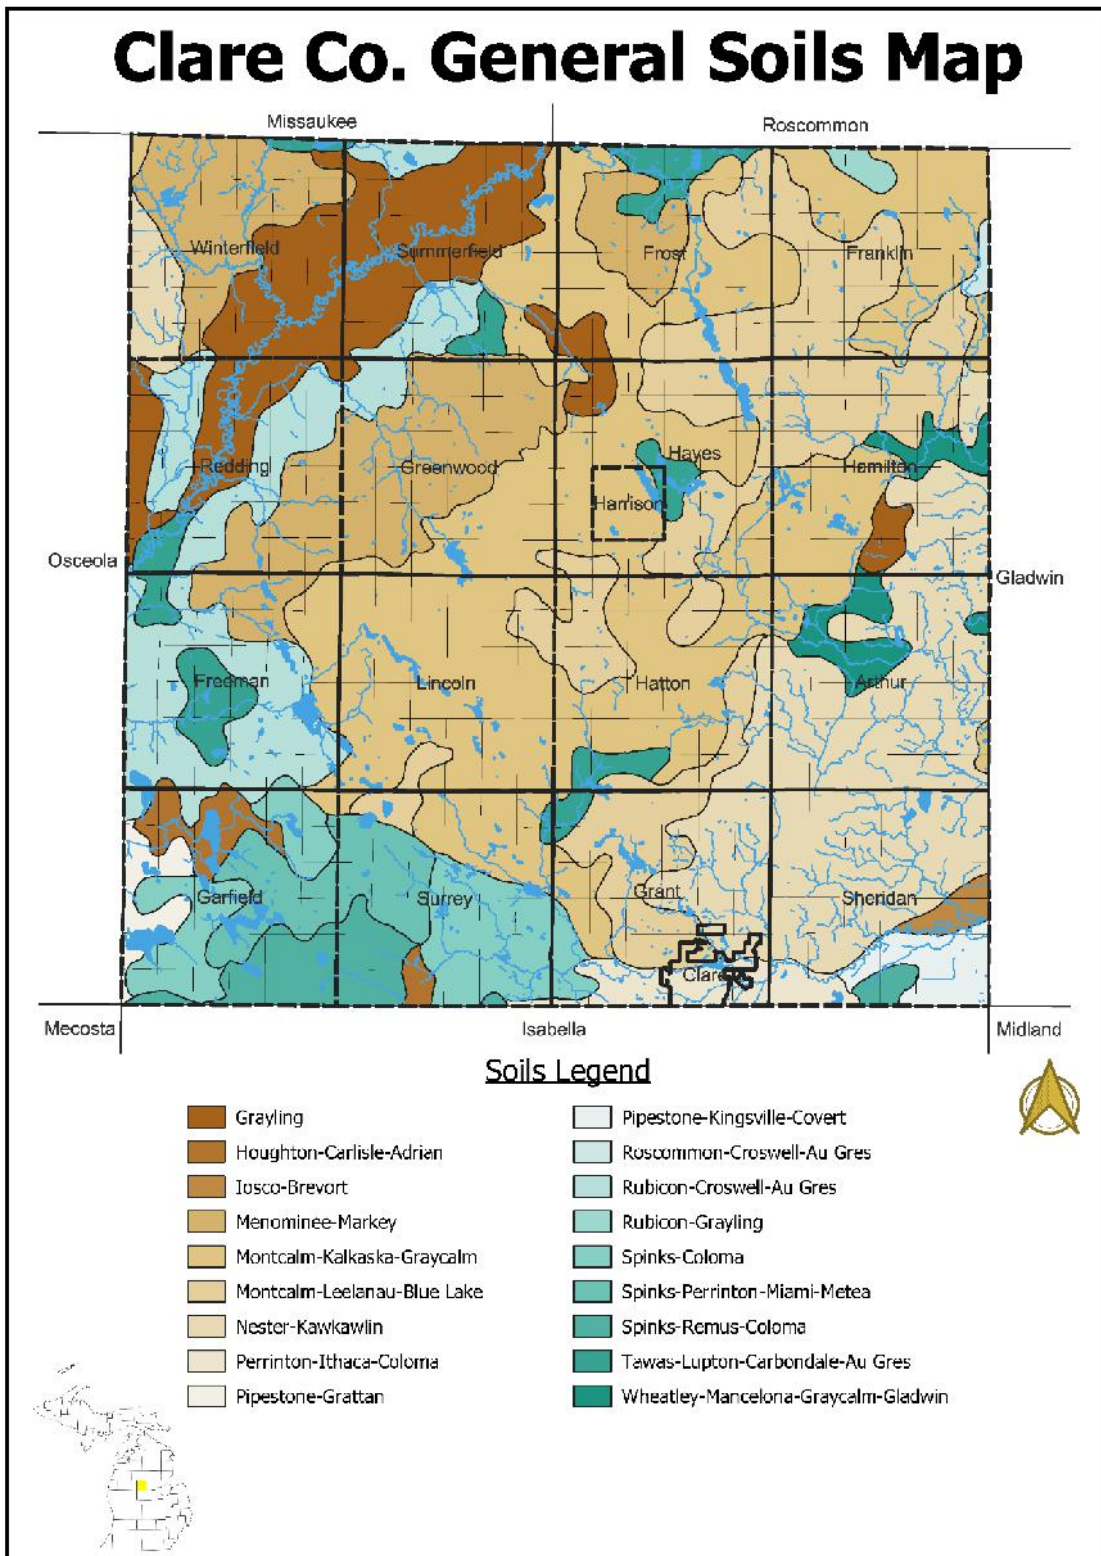 Clare Co. General Soils Map
Missaukee
Roscommon
Winterfield
Summerfield
Frost
Franklin
Redding
Greenwood
Hayes
Hamilton
Harrison
Osceola
Gladwin
Freeman
Lincoln
Hatton
Arthur
Garfield
Surrey
Grant
Sheridan
Clare
Mecosta
Isabella
Midland
Soils Legend
Grayling
Houghton-Carlisle-Adrian
Iosco-Brevort
Menominee-Markey
Montcalm-Kalkaska-Graycalm
Montcalm-Leelanau-Blue Lake
Nester-Kawkawlin
Perrinton-Ithaca-Coloma
Pipestone-Grattan
Pipestone-Kingsville-Covert
Roscommon-Croswell-Au Gres
Rubicon-Croswell-Au Gres
Rubicon-Grayling
Spinks-Coloma
Spinks-Perrinton-Miami-Metea
Spinks-Remus-Coloma
Tawas-Lupton-Carbondale-Au Gres
Wheatley-Mancelona-Graycalm-Gladwin